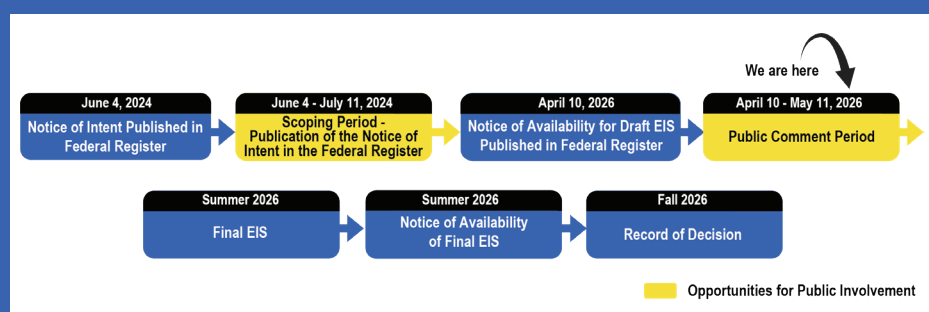 We are here
June 4, 2024
Notice of Intent Published in
Federal Register
June 4 - July 11, 2024
Scoping Period -
Publication of the Notice of
Intent in the Federal Register
April 10, 2026
Notice of Availability for Draft EIS
Published in Federal Register
April 10 - May 11, 2026
Public Comment Period
Summer 2026
Final EIS
Summer 2026
Notice of Availability
of Final EIS
Fall 2026
Record of Decision
Opportunities for Public Involvement